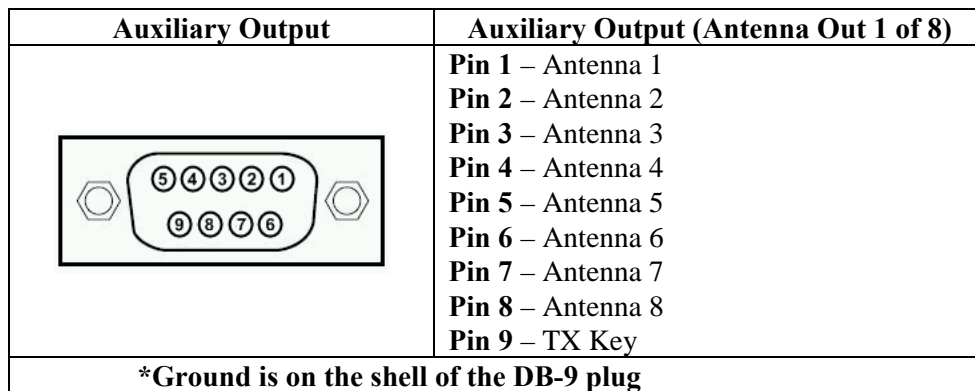 Auxiliary Output
Auxiliary Output (Antenna Out 1 of 8)
5 4 3 2 1
9 8 7 6
Pin 1 – Antenna 1
Pin 2 – Antenna 2
Pin 3 – Antenna 3
Pin 4 – Antenna 4
Pin 5 – Antenna 5
Pin 6 – Antenna 6
Pin 7 – Antenna 7
Pin 8 – Antenna 8
Pin 9 – TX Key
*Ground is on the shell of the DB-9 plug